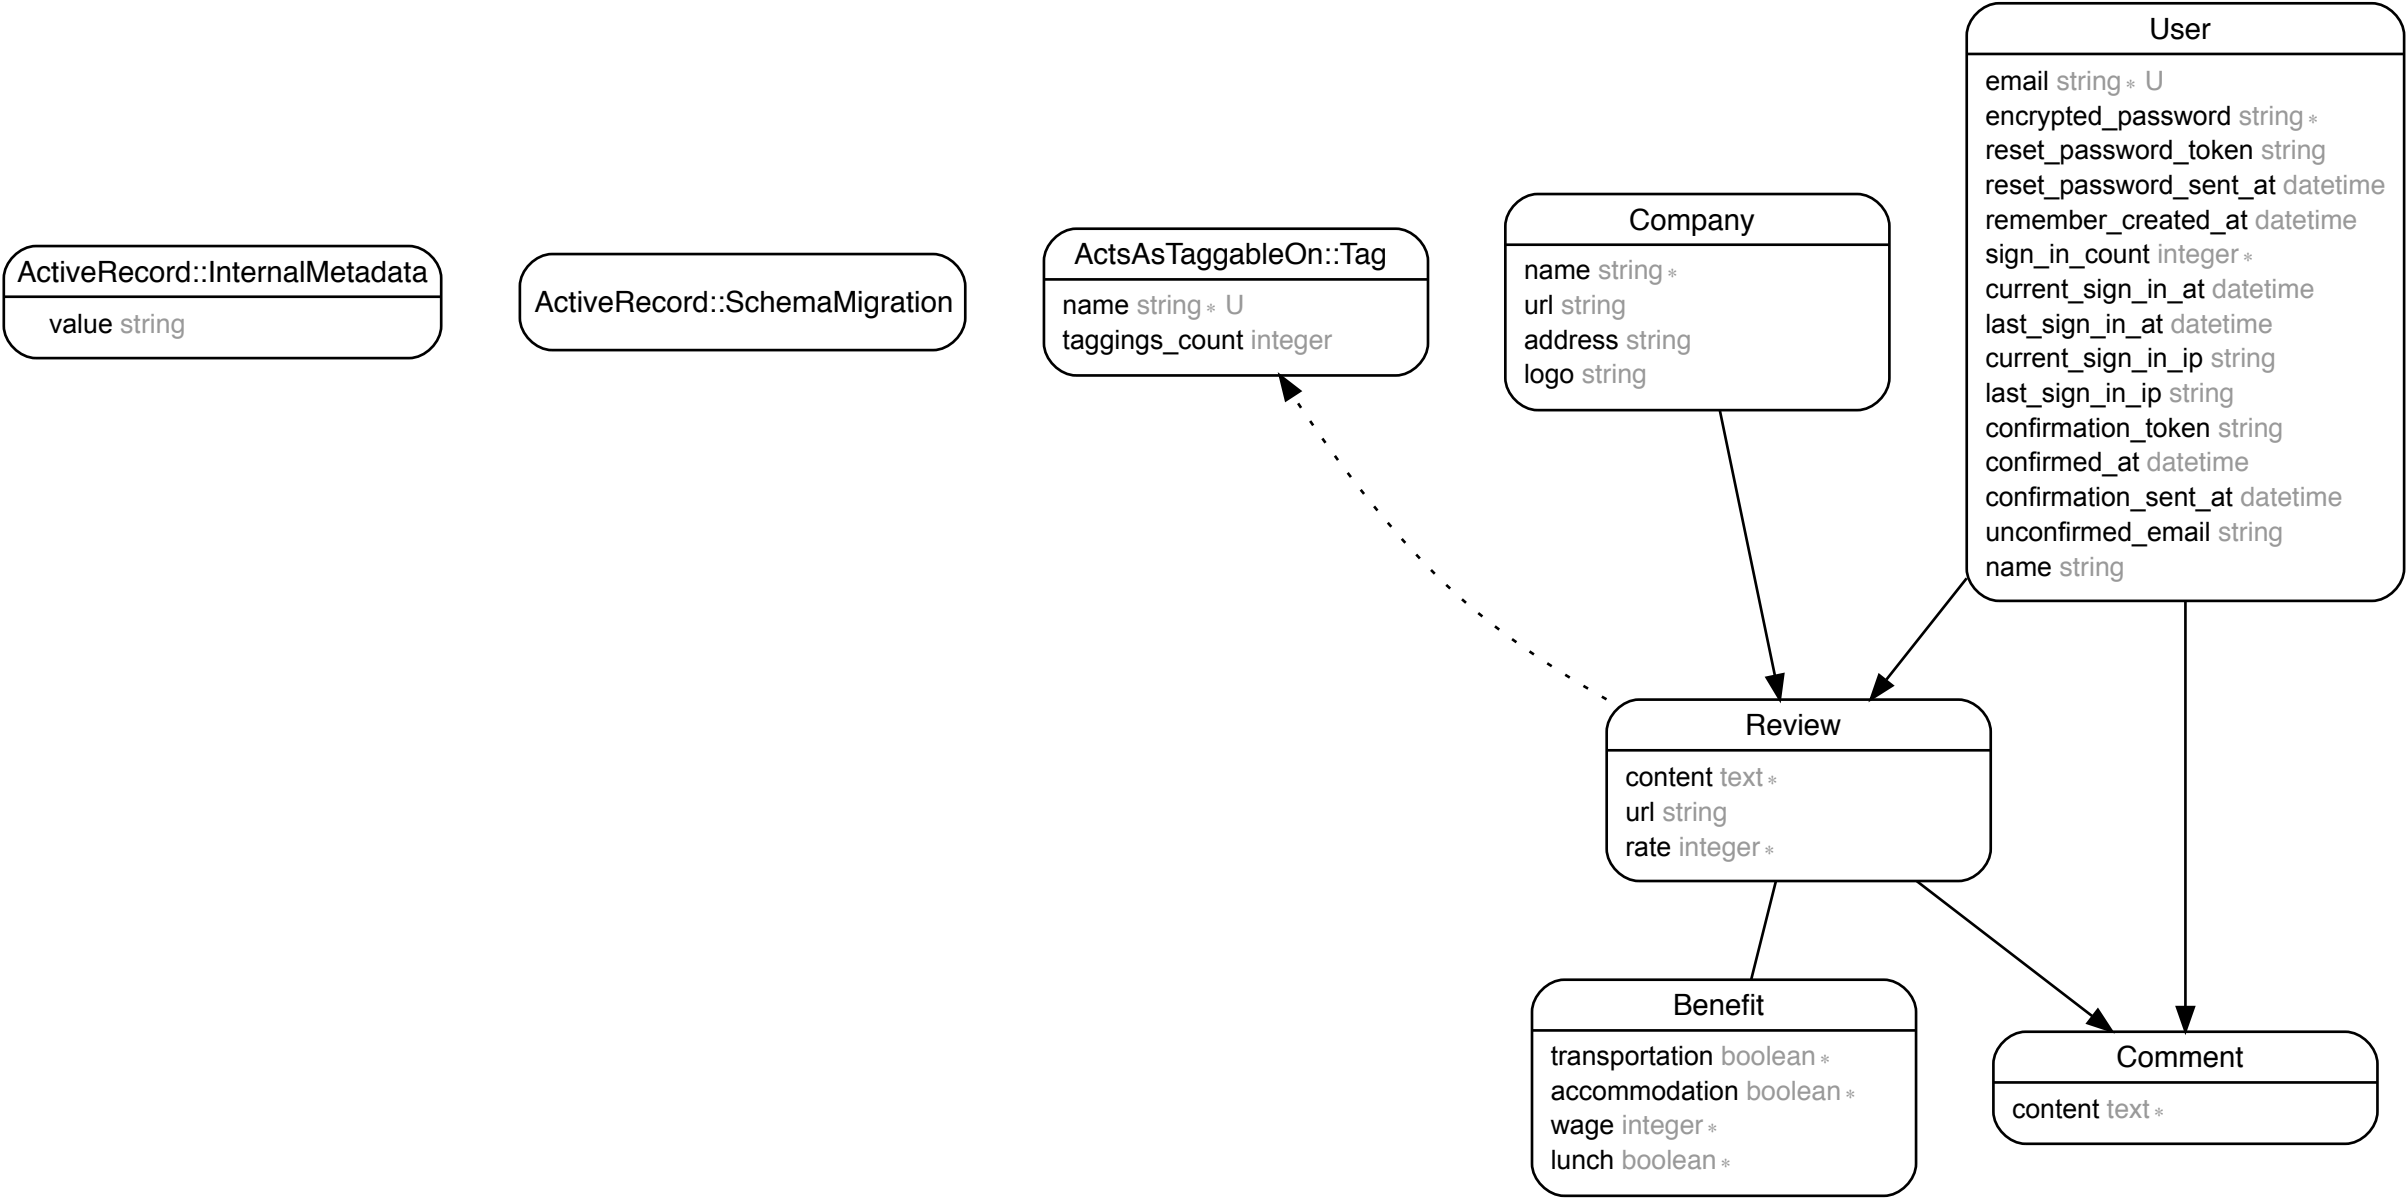 ActiveRecord::InternalMetadata
value string
ActiveRecord::SchemaMigration
ActsAsTaggableOn::Tag
name string * U
taggings_count integer
Company
name string *
url string
address string
logo string
User
email string * U
encrypted_password string *
reset_password_token string
reset_password_sent_at datetime
remember_created_at datetime
sign_in_count integer *
current_sign_in_at datetime
last_sign_in_at datetime
current_sign_in_ip string
last_sign_in_ip string
confirmation_token string
confirmed_at datetime
confirmation_sent_at datetime
unconfirmed_email string
name string
Review
content text *
url string
rate integer *
Benefit
transportation boolean *
accommodation boolean *
wage integer *
lunch boolean *
Comment
content text *